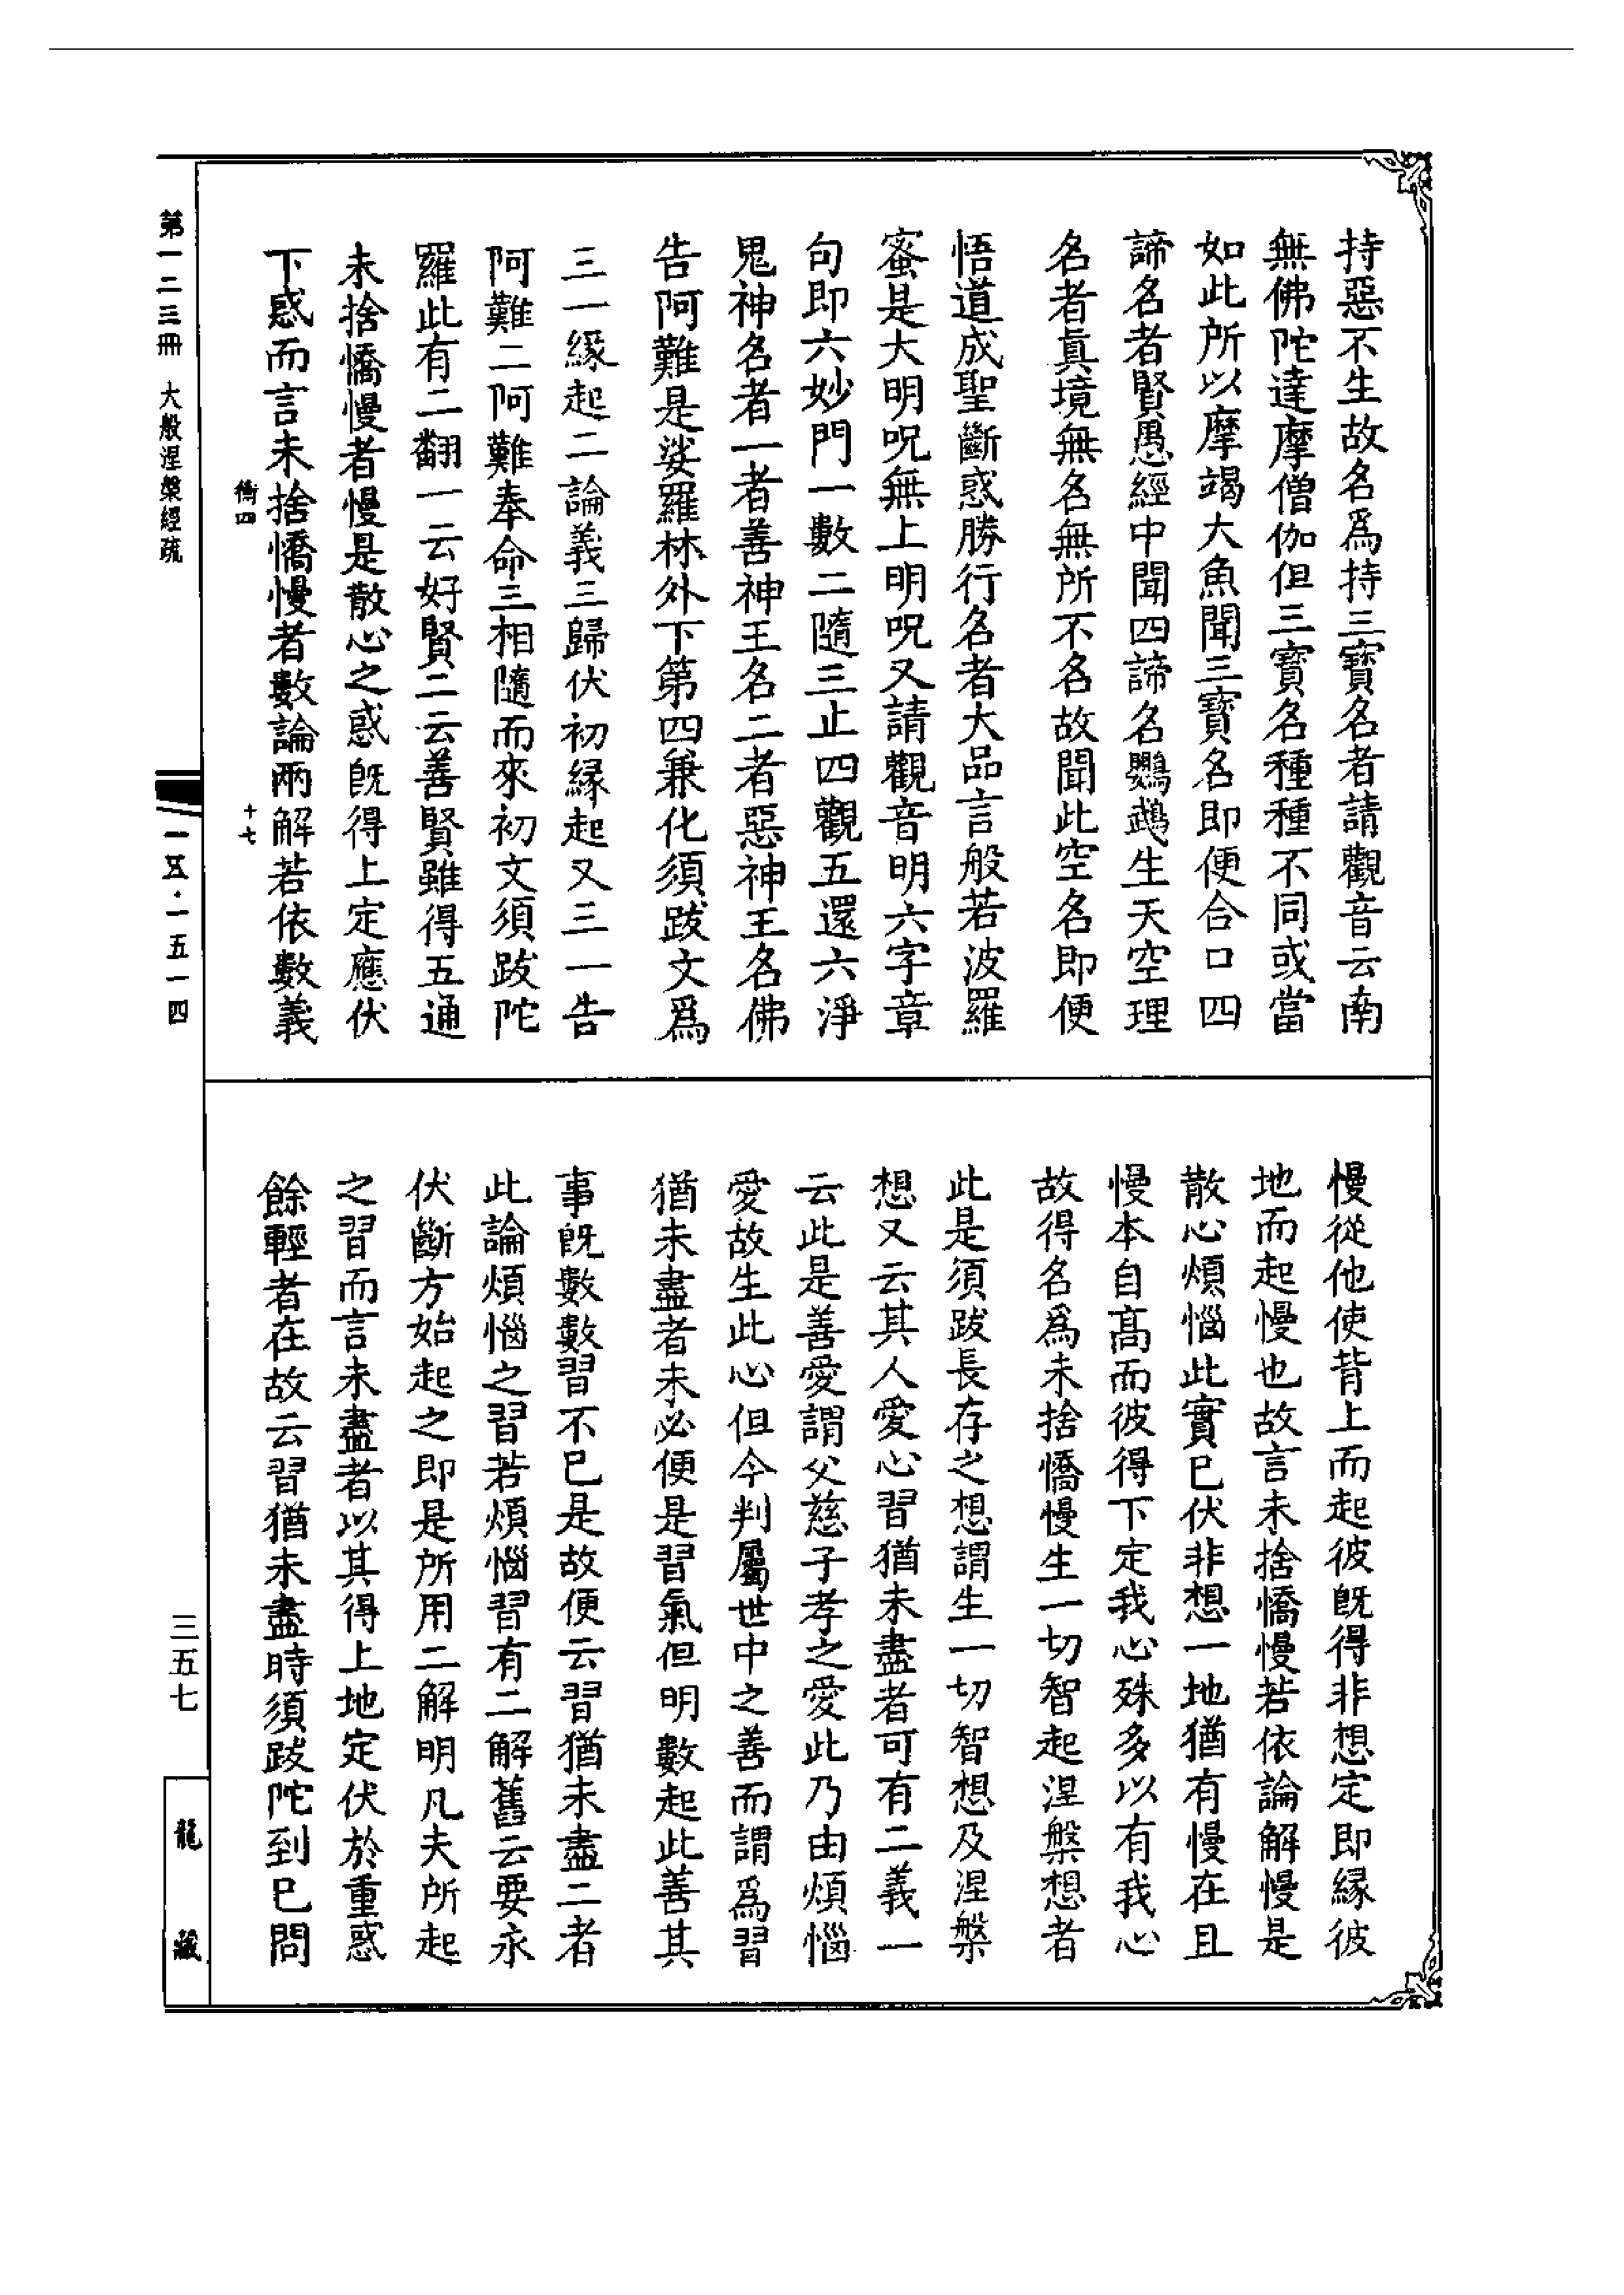 持惡不生故名爲持三寳名者請觀音云南
無佛陀達摩僧伽但三寳名種種不同或當
如此所以摩竭大魚聞三寳名即便合口四
諦名者賢愚經中聞四諦名鸚鵡生天空理
名者眞境無名無所不名故聞此空名即便
悟道成聖斷惑勝行名者大品言般若波羅
蜜是大明呪無上明呪又請觀音明六字章
句即六妙門一數二隨三止四觀五還六淨
鬼神名者一者善神王名二者惡神王名佛
告阿難是娑羅林外下第四兼化須跋文爲
三一緣起二論義三歸伏初緣起又三一告
阿難二阿難奉命三相隨而來初文須跋陀
羅此有二翻一云好賢二云善賢雖得五通
未捨憍慢者慢是散心之惑旣得上定應伏
下惑而言未捨憍慢者數論兩解若依數義
衡四
十七
慢從他使背上而起彼旣得非想定即緣彼
地而起慢也故言未捨憍慢若依論解慢是
散心煩惱此實已伏非想一地猶有慢在且
慢本自高而彼得下定我心殊多以有我心
故得名爲未捨憍慢生一切智起涅槃想者
此是須跋長存之想謂生一切智想及涅槃
想又云其人愛心習猶未盡者可有二義一
云此是善愛謂父慈子孝之愛此乃由煩惱
愛故生此心但今判屬世中之善而謂爲習
猶未盡者未必便是習氣但明數起此善其
事旣數數習不已是故便云習猶未盡二者
此論煩惱之習若煩惱習有二解舊云要永
伏斷方始起之即是所用二解明凡夫所起
之習而言未盡者以其得上地定伏於重惑
餘輕者在故云習猶未盡時須跋陀到已問
第一二三冊 大般涅槃經疏
一五·一五一四
三五七
龍藏